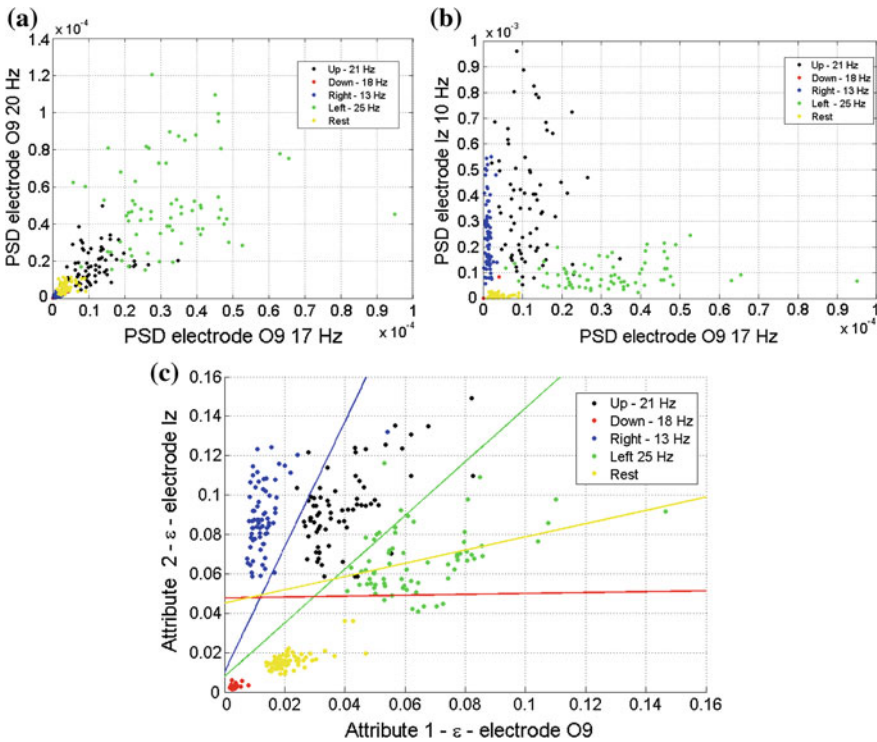 (a)
× 10⁻⁴
1.4
1.2
1
0.8
0.6
0.4
0.2
0
PSD electrode O9 20 Hz
Up - 21 Hz
Down - 18 Hz
Right - 13 Hz
Left - 25 Hz
Rest
0 0.1 0.2 0.3 0.4 0.5 0.6 0.7 0.8 0.9 1
PSD electrode O9 17 Hz
× 10⁻⁴
(b)
× 10⁻³
1
0.9
0.8
0.7
0.6
0.5
0.4
0.3
0.2
0.1
0
PSD electrode Iz 10 Hz
Up - 21 Hz
Down - 18 Hz
Right - 13 Hz
Left - 25 Hz
Rest
0 0.1 0.2 0.3 0.4 0.5 0.6 0.7 0.8 0.9 1
PSD electrode O9 17 Hz
× 10⁻⁴
(c)
0.16
0.14
0.12
0.1
0.08
0.06
0.04
0.02
0
Attribute 2 - ε - electrode Iz
Up - 21 Hz
Down - 18 Hz
Right - 13 Hz
Left 25 Hz
Rest
0 0.02 0.04 0.06 0.08 0.1 0.12 0.14 0.16
Attribute 1 - ε - electrode O9